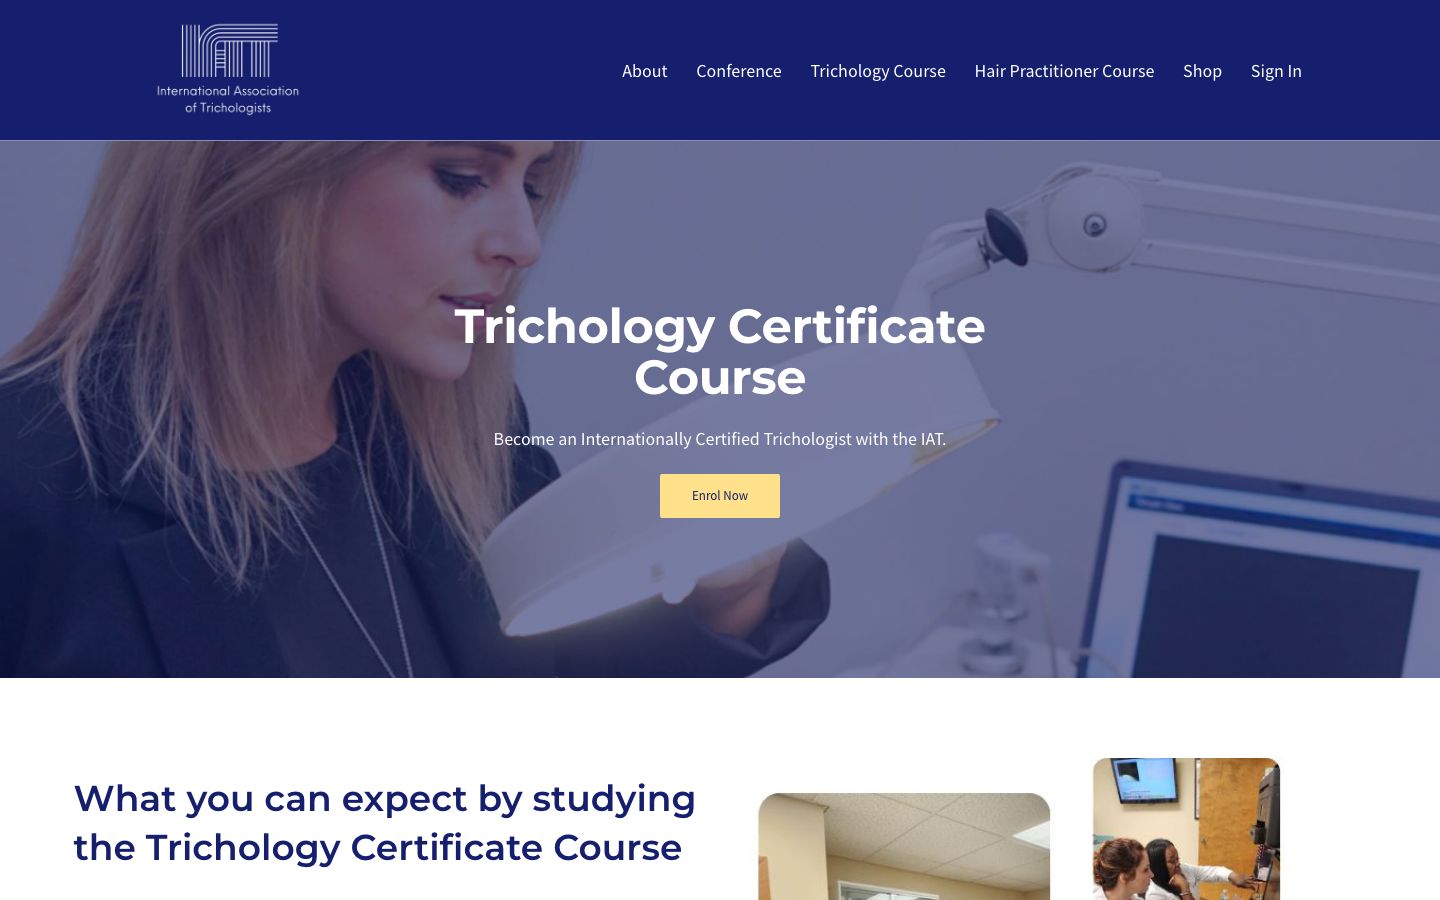 International Association
of Trichologists
About
Conference
Trichology Course
Hair Practitioner Course
Shop
Sign In
Trichology Certificate
Course
Become an Internationally Certified Trichologist with the IAT.
Enrol Now
What you can expect by studying
the Trichology Certificate Course